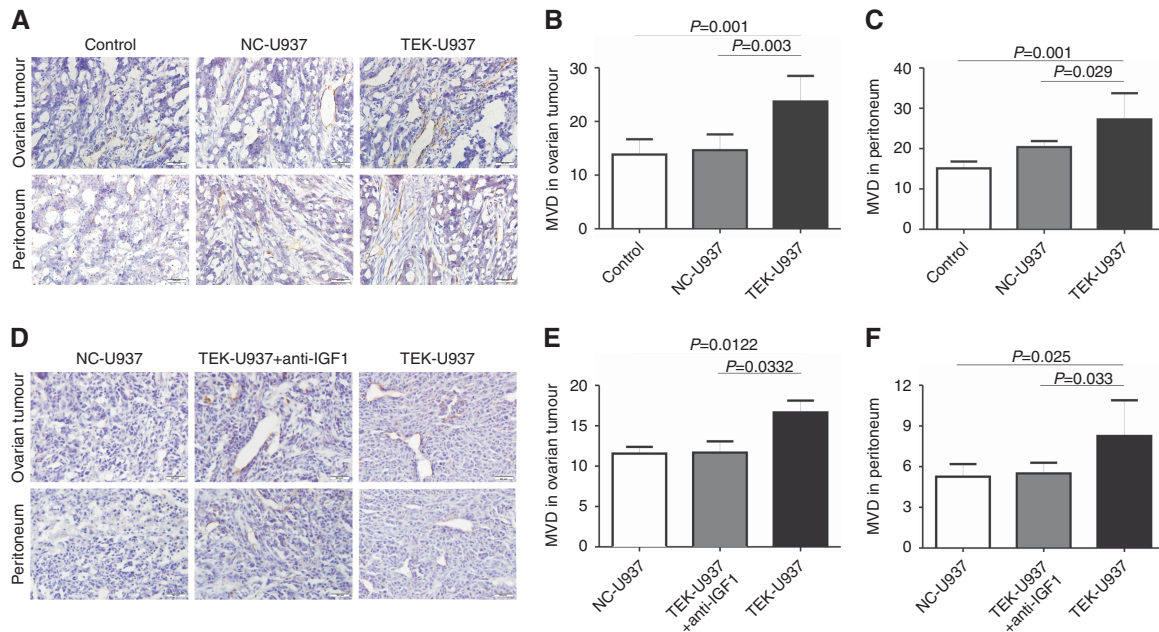 A
Control
NC-U937
TEK-U937
Ovarian tumour
Peritoneum
B
P=0.001
P=0.003
MVD in ovarian tumour
30
20
10
0
Control
NC-U937
TEK-U937
C
P=0.001
P=0.029
MVD in peritoneum
40
30
20
10
0
Control
NC-U937
TEK-U937
D
NC-U937
TEK-U937+anti-IGF1
TEK-U937
Ovarian tumour
Peritoneum
E
P=0.0122
P=0.0332
MVD in ovarian tumour
20
15
10
5
0
NC-U937
TEK-U937
+anti-IGF1
TEK-U937
F
P=0.025
P=0.033
MVD in peritoneum
12
9
6
3
0
NC-U937
TEK-U937
+anti-IGF1
TEK-U937